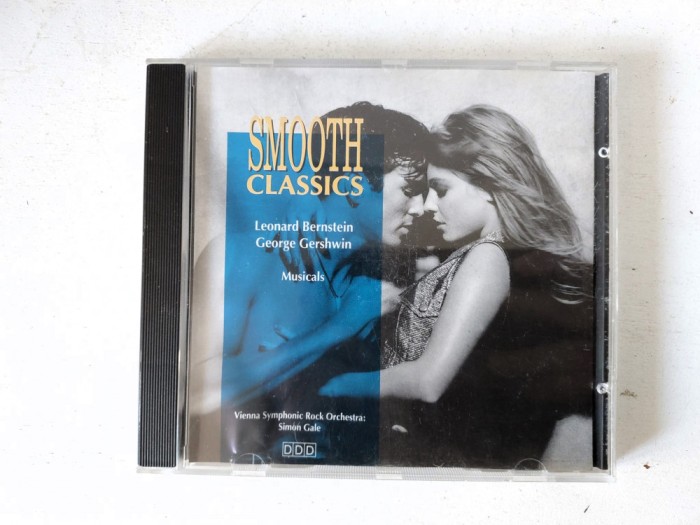 SMOOTH
CLASSICS
Leonard Bernstein
George Gershwin
Musicals
Vienna Symphonic Rock Orchestra:
Simon Gale
DDD